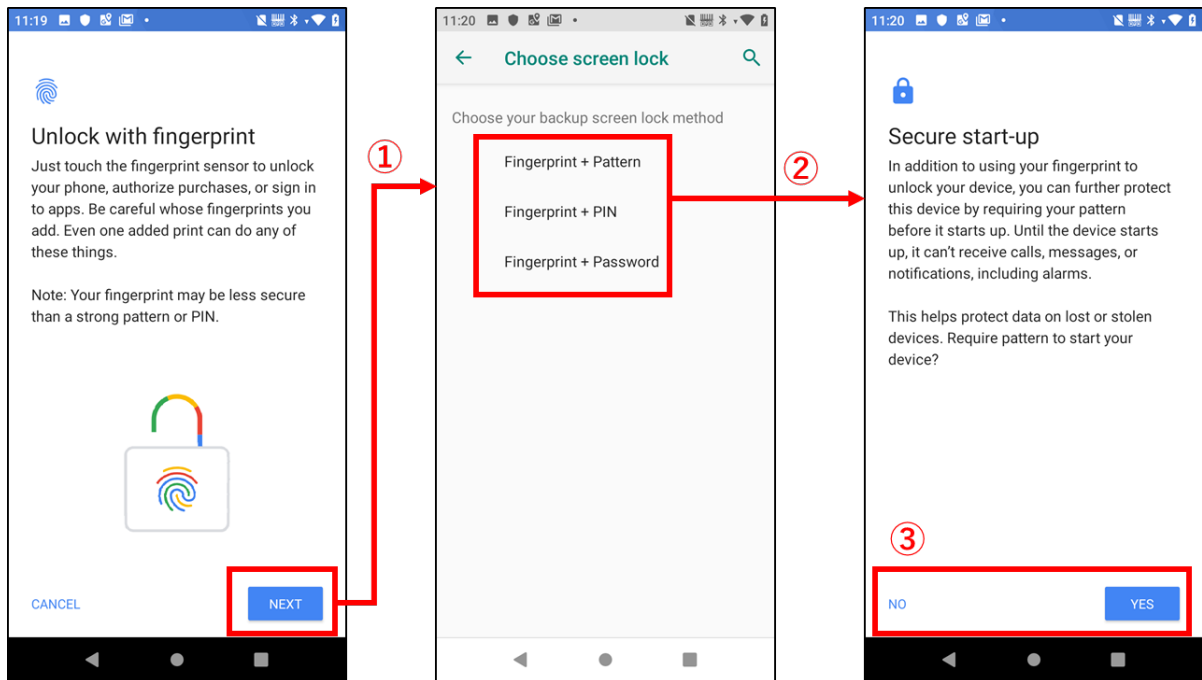 11:19
Unlock with fingerprint
Just touch the fingerprint sensor to unlock
your phone, authorize purchases, or sign in
to apps. Be careful whose fingerprints you
add. Even one added print can do any of
these things.
Note: Your fingerprint may be less secure
than a strong pattern or PIN.
CANCEL
NEXT
①
11:20
Choose screen lock
Choose your backup screen lock method
Fingerprint + Pattern
Fingerprint + PIN
Fingerprint + Password
②
11:20
Secure start-up
In addition to using your fingerprint to
unlock your device, you can further protect
this device by requiring your pattern
before it starts up. Until the device starts
up, it can’t receive calls, messages, or
notifications, including alarms.
This helps protect data on lost or stolen
devices. Require pattern to start your
device?
③
NO
YES